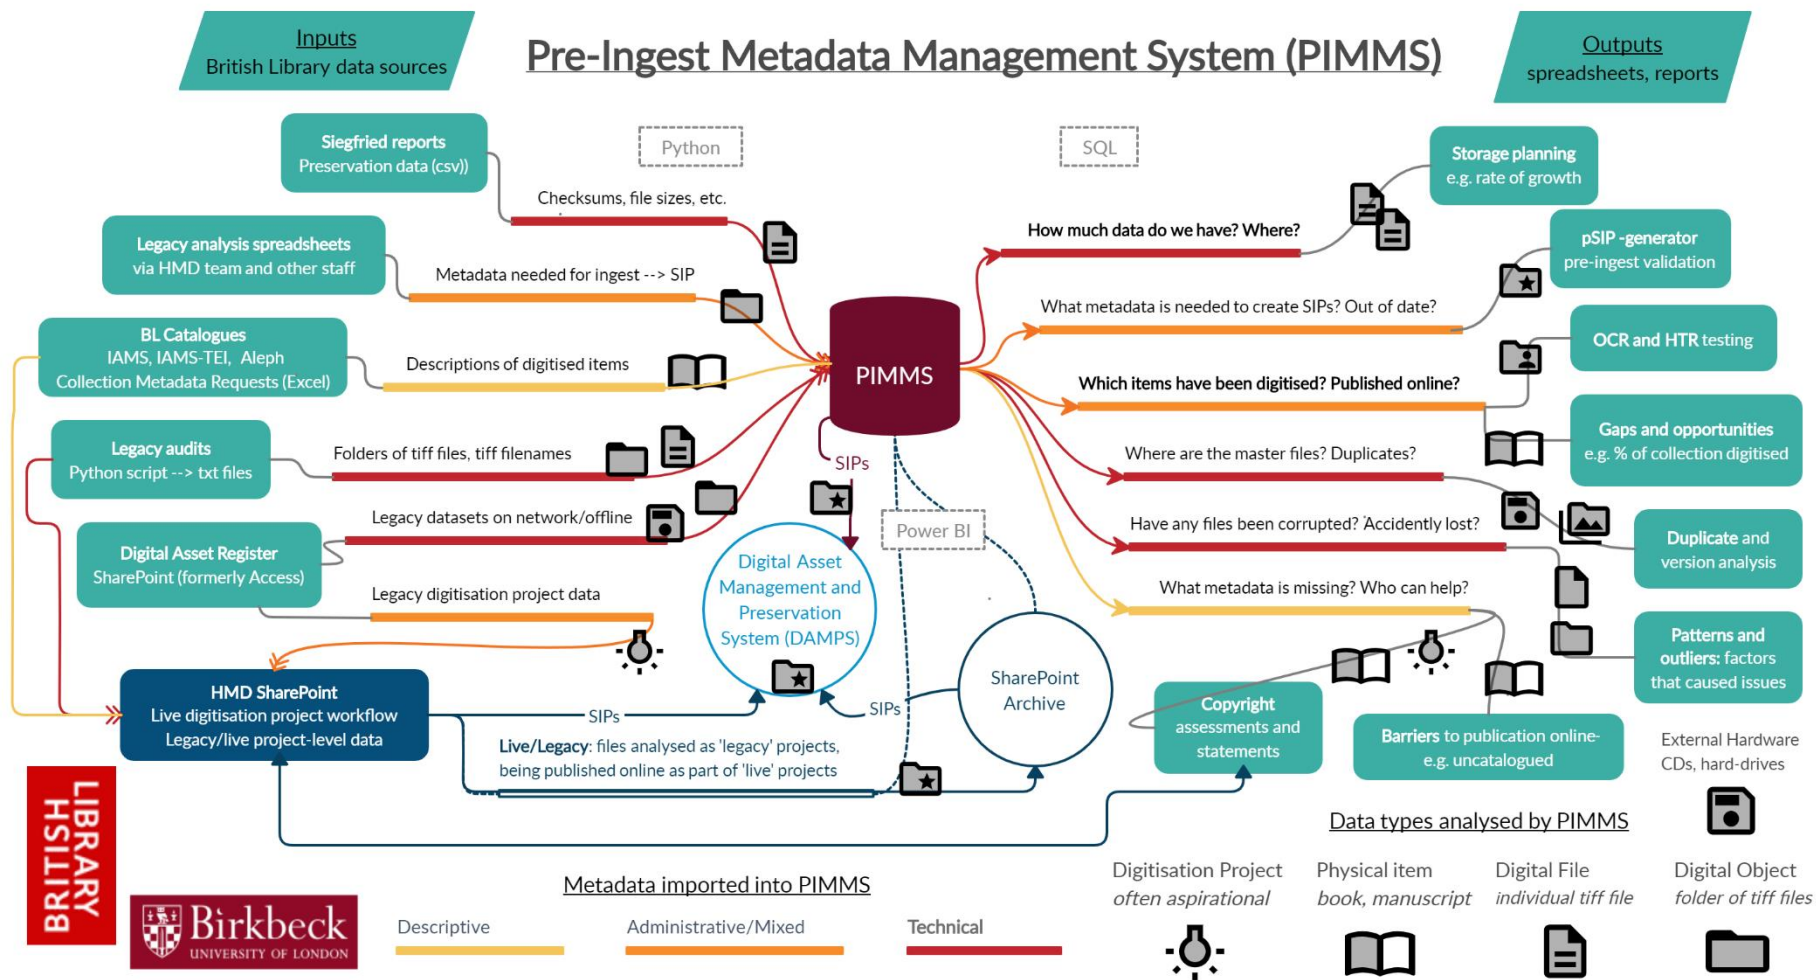 Inputs
British Library data sources
Pre-Ingest Metadata Management System (PIMMS)
Outputs
spreadsheets, reports
Siegfried reports
Preservation data (csv))
Python
SQL
Storage planning
e.g. rate of growth
Checksums, file sizes, etc.
How much data do we have? Where?
Legacy analysis spreadsheets
via HMD team and other staff
Metadata needed for ingest --> SIP
What metadata is needed to create SIPs? Out of date?
pSIP -generator
pre-ingest validation
BL Catalogues
IAMS, IAMS-TEI, Aleph
Collection Metadata Requests (Excel)
Descriptions of digitised items
PIMMS
Which items have been digitised? Published online?
OCR and HTR testing
Legacy audits
Python script --> txt files
Folders of tiff files, tiff filenames
SIPs
Where are the master files? Duplicates?
Gaps and opportunities
e.g. % of collection digitised
Digital Asset Register
SharePoint (formerly Access)
Legacy datasets on network/offline
Power BI
Have any files been corrupted? Accidently lost?
Duplicate and
version analysis
Legacy digitisation project data
Digital Asset
Management and
Preservation
System (DAMPS)
What metadata is missing? Who can help?
Patterns and
outliers: factors
that caused issues
HMD SharePoint
Live digitisation project workflow
Legacy/live project-level data
SIPs
SIPs
SharePoint
Archive
Copyright
assessments and
statements
Barriers to publication online-
e.g. uncatalogued
Live/Legacy: files analysed as 'legacy' projects,
being published online as part of 'live' projects
External Hardware
CDs, hard-drives
LIBRARY
BRITISH
Birkbeck
UNIVERSITY OF LONDON
Metadata imported into PIMMS
Descriptive
Administrative/Mixed
Technical
Data types analysed by PIMMS
Digitisation Project
often aspirational
Physical item
book, manuscript
Digital File
individual tiff file
Digital Object
folder of tiff files